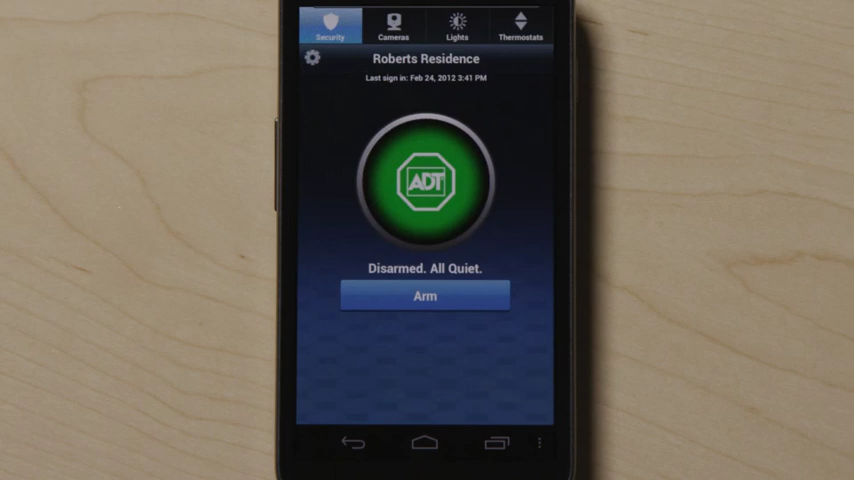 Security Cameras Lights Thermostats
Roberts Residence
Last sign in: Feb 24, 2012 3:41 PM
ADT
Disarmed. All Quiet.
Arm